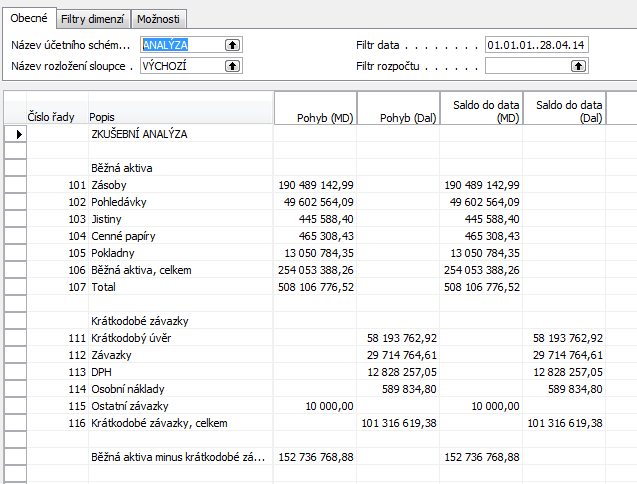 Obecné Filtry dimenzí Možnosti
Název účetního schém... ANALÝZA Filtr data . . . . . . . . 01.01.01..28.04.14
Název rozložení sloupce . VÝCHOZÍ Filtr rozpočtu . . . . . .
Saldo do data Saldo do data
Číslo řady Popis Pohyb (MD) Pohyb (Dal) (MD) (Dal)
ZKUŠEBNÍ ANALÝZA
Běžná aktiva
101 Zásoby 190 489 142,99 190 489 142,99
102 Pohledávky 49 602 564,09 49 602 564,09
103 Jistiny 445 588,40 445 588,40
104 Cenné papíry 465 308,43 465 308,43
105 Pokladny 13 050 784,35 13 050 784,35
106 Běžná aktiva, celkem 254 053 388,26 254 053 388,26
107 Total 508 106 776,52 508 106 776,52
Krátkodobé závazky
111 Krátkodobý úvěr 58 193 762,92 58 193 762,92
112 Závazky 29 714 764,61 29 714 764,61
113 DPH 12 828 257,05 12 828 257,05
114 Osobní náklady 589 834,80 589 834,80
115 Ostatní závazky 10 000,00 10 000,00
116 Krátkodobé závazky, celkem 101 316 619,38 101 316 619,38
Běžná aktiva minus krátkodobé zá... 152 736 768,88 152 736 768,88